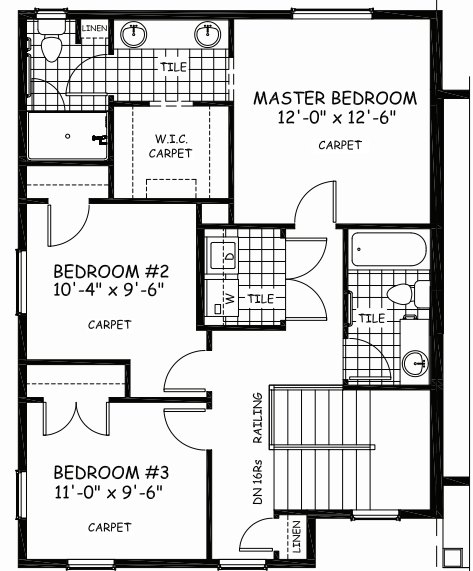 LINEN
TILE
W.I.C.
CARPET
MASTER BEDROOM
12'-0" x 12'-6"
CARPET
BEDROOM #2
10'-4" x 9'-6"
CARPET
D
W
TILE
TILE
RAILING
DN 16Rs
BEDROOM #3
11'-0" x 9'-6"
CARPET
LINEN